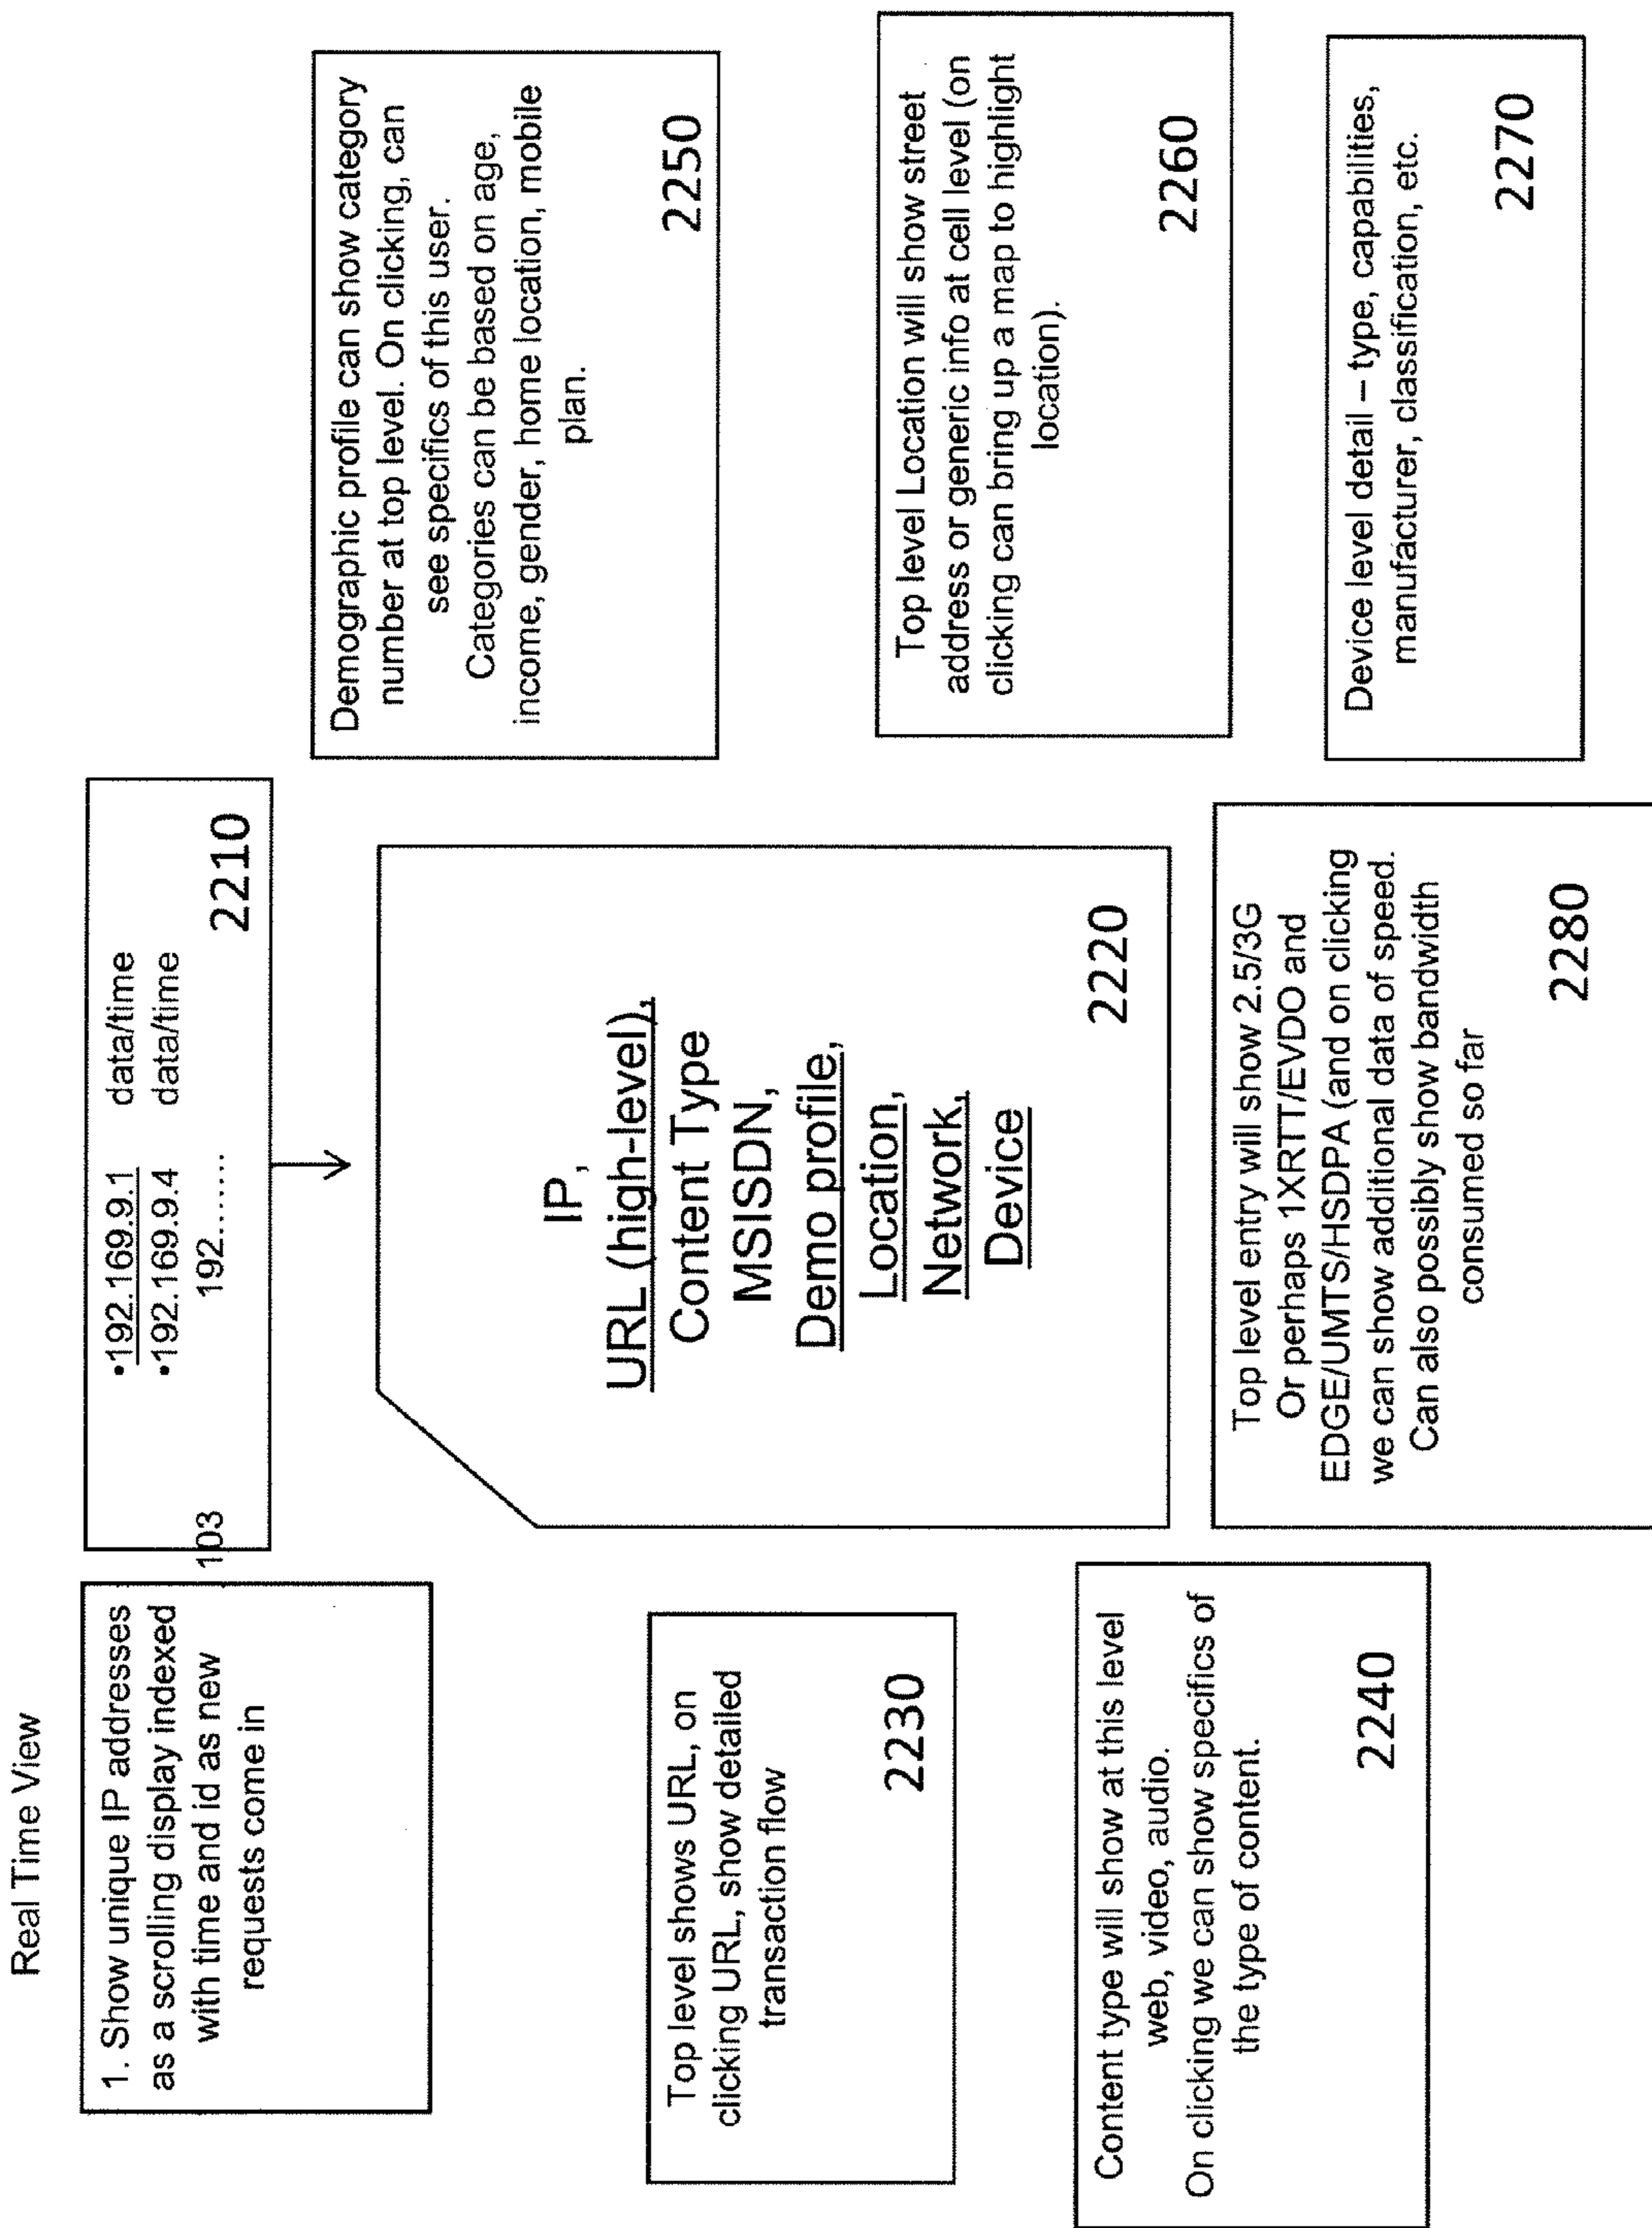 Real Time View
1. Show unique IP addresses
as a scrolling display indexed
with time and id as new
requests come in
103
•192.169.9.1 data/time
•192.169.9.4 data/time
192.......
2210
Demographic profile can show category
number at top level. On clicking, can
see specifics of this user.
Categories can be based on age,
income, gender, home location, mobile
plan.
2250
Top level shows URL, on
clicking URL, show detailed
transaction flow
2230
IP,
URL (high-level),
Content Type
MSISDN,
Demo profile,
Location,
Network,
Device
2220
Top level Location will show street
address or generic info at cell level (on
clicking can bring up a map to highlight
location).
2260
Content type will show at this level
web, video, audio.
On clicking we can show specifics of
the type of content.
2240
Top level entry will show 2.5/3G
Or perhaps 1XRTT/EVDO and
EDGE/UMTS/HSDPA (and on clicking
we can show additional data of speed.
Can also possibly show bandwidth
consumed so far
2280
Device level detail – type, capabilities,
manufacturer, classification, etc.
2270